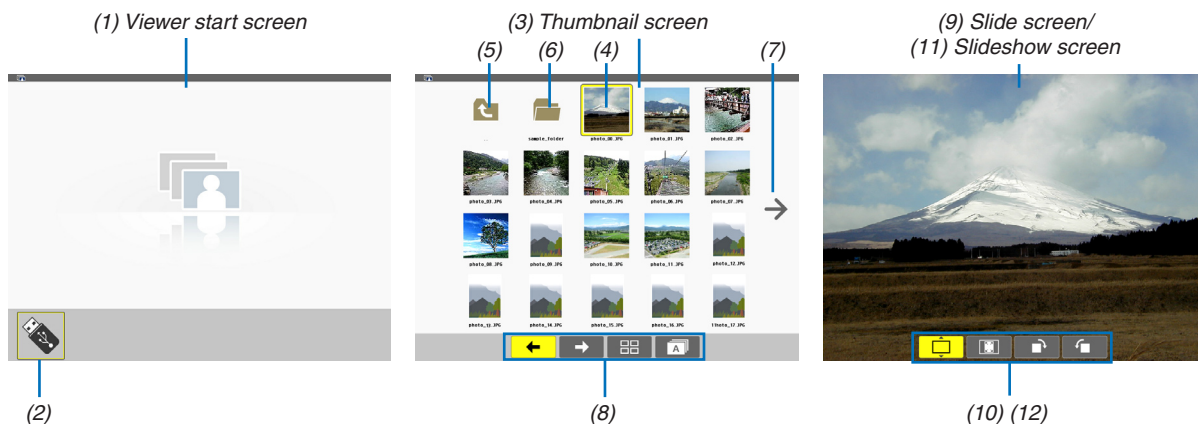 (1) Viewer start screen
(3) Thumbnail screen
(9) Slide screen/
(11) Slideshow screen
(5)
(6)
(4)
(7)
sample_folder
photo_00.JPG
photo_01.JPG
photo_02.JPG
photo_03.JPG
photo_04.JPG
photo_05.JPG
photo_06.JPG
photo_07.JPG
photo_08.JPG
photo_09.JPG
photo_10.JPG
photo_11.JPG
photo_12.JPG
photo_13.JPG
photo_14.JPG
photo_15.JPG
photo_16.JPG
photo_17.JPG
A
(2)
(8)
(10) (12)